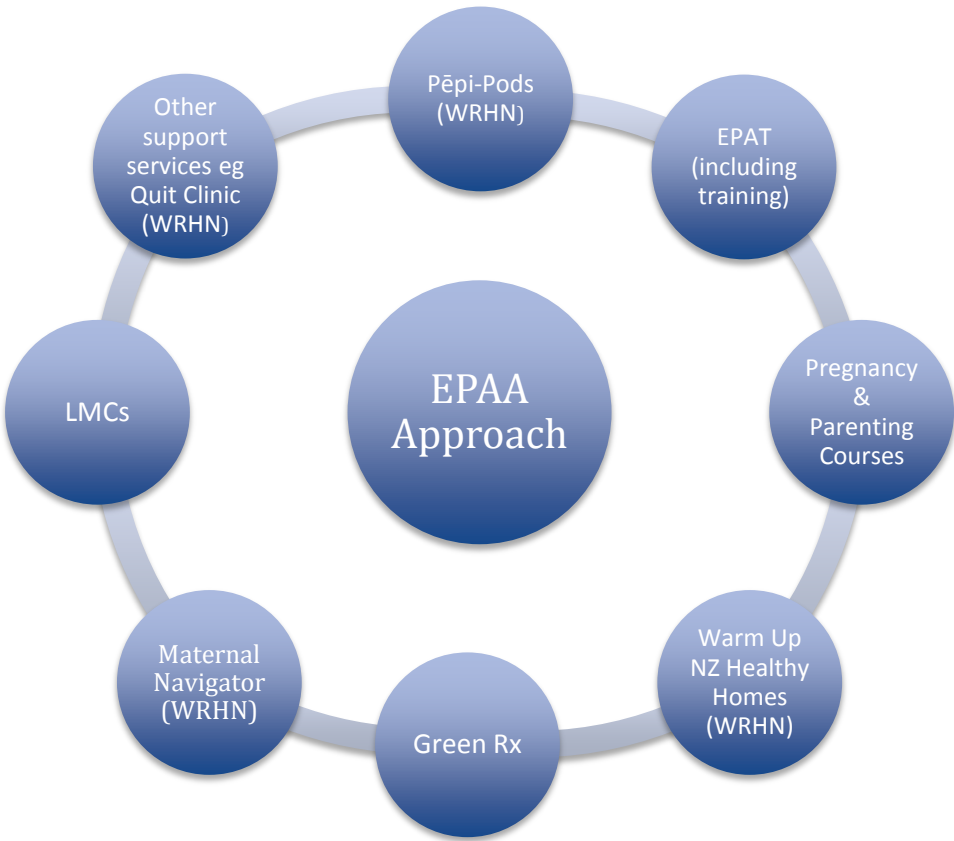 Pēpi-Pods
(WRHN)
EPAT
(including
training)
Pregnancy
&
Parenting
Courses
Warm Up
NZ Healthy
Homes
(WRHN)
Green Rx
Maternal
Navigator
(WRHN)
LMCs
Other
support
services eg
Quit Clinic
(WRHN)
EPAA
Approach